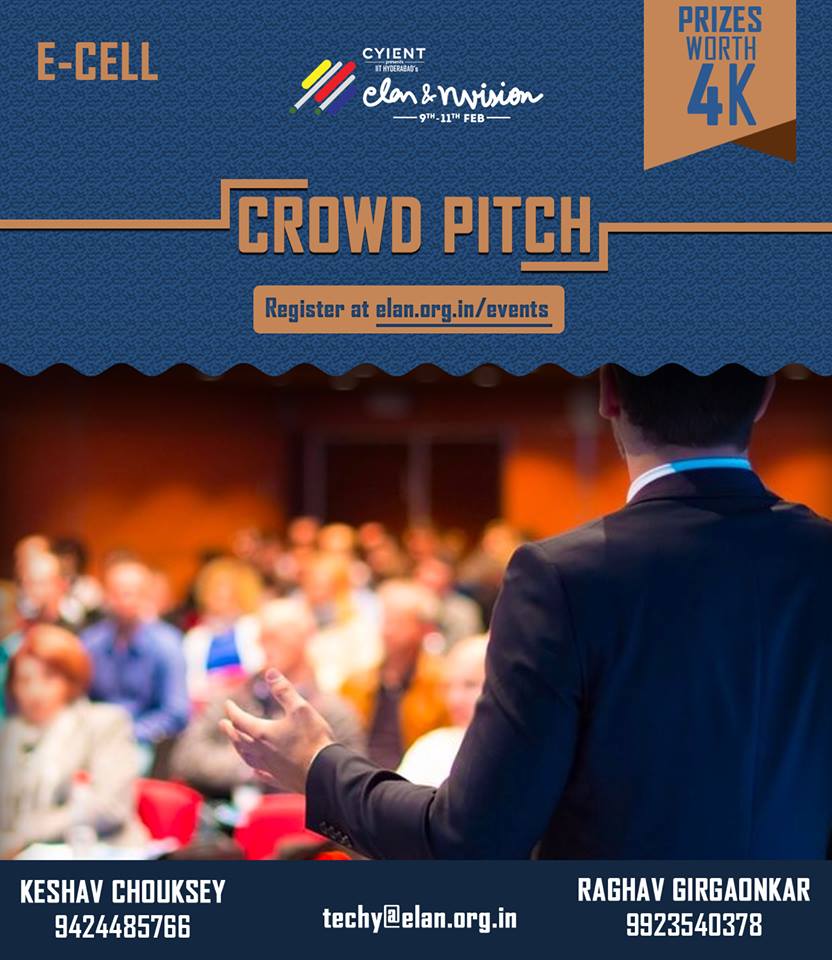 E-CELL
CYIENT
presents
IIT HYDERABAD's
elan & nvision
9TH-11TH FEB
PRIZES
WORTH
4K
CROWD PITCH
Register at elan.org.in/events
KESHAV CHOUKSEY
9424485766
techy@elan.org.in
RAGHAV GIRGAONKAR
9923540378